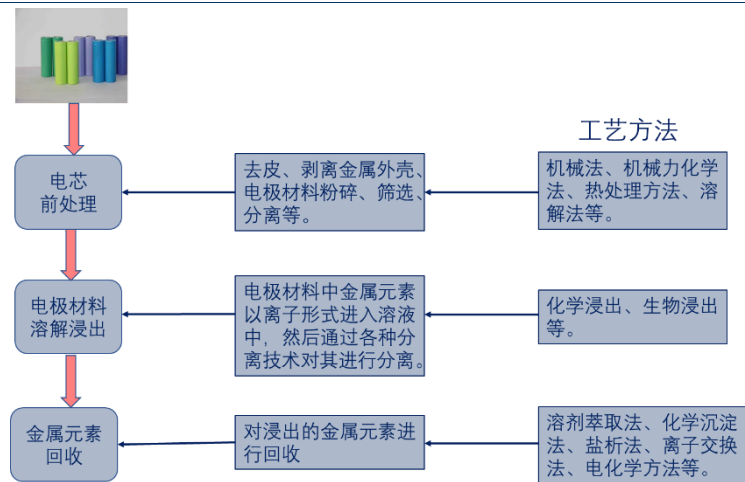 工艺方法
电芯
前处理
去皮、剥离金属外壳、
电极材料粉碎、筛选、
分离等。
机械法、机械力化学
法、热处理方法、溶
解法等。
电极材料
溶解浸出
电极材料中金属元素
以离子形式进入溶液
中，然后通过各种分
离技术对其进行分离。
化学浸出、生物浸出
等。
金属元素
回收
对浸出的金属元素进
行回收
溶剂萃取法、化学沉淀
法、盐析法、离子交换
法、电化学方法等。